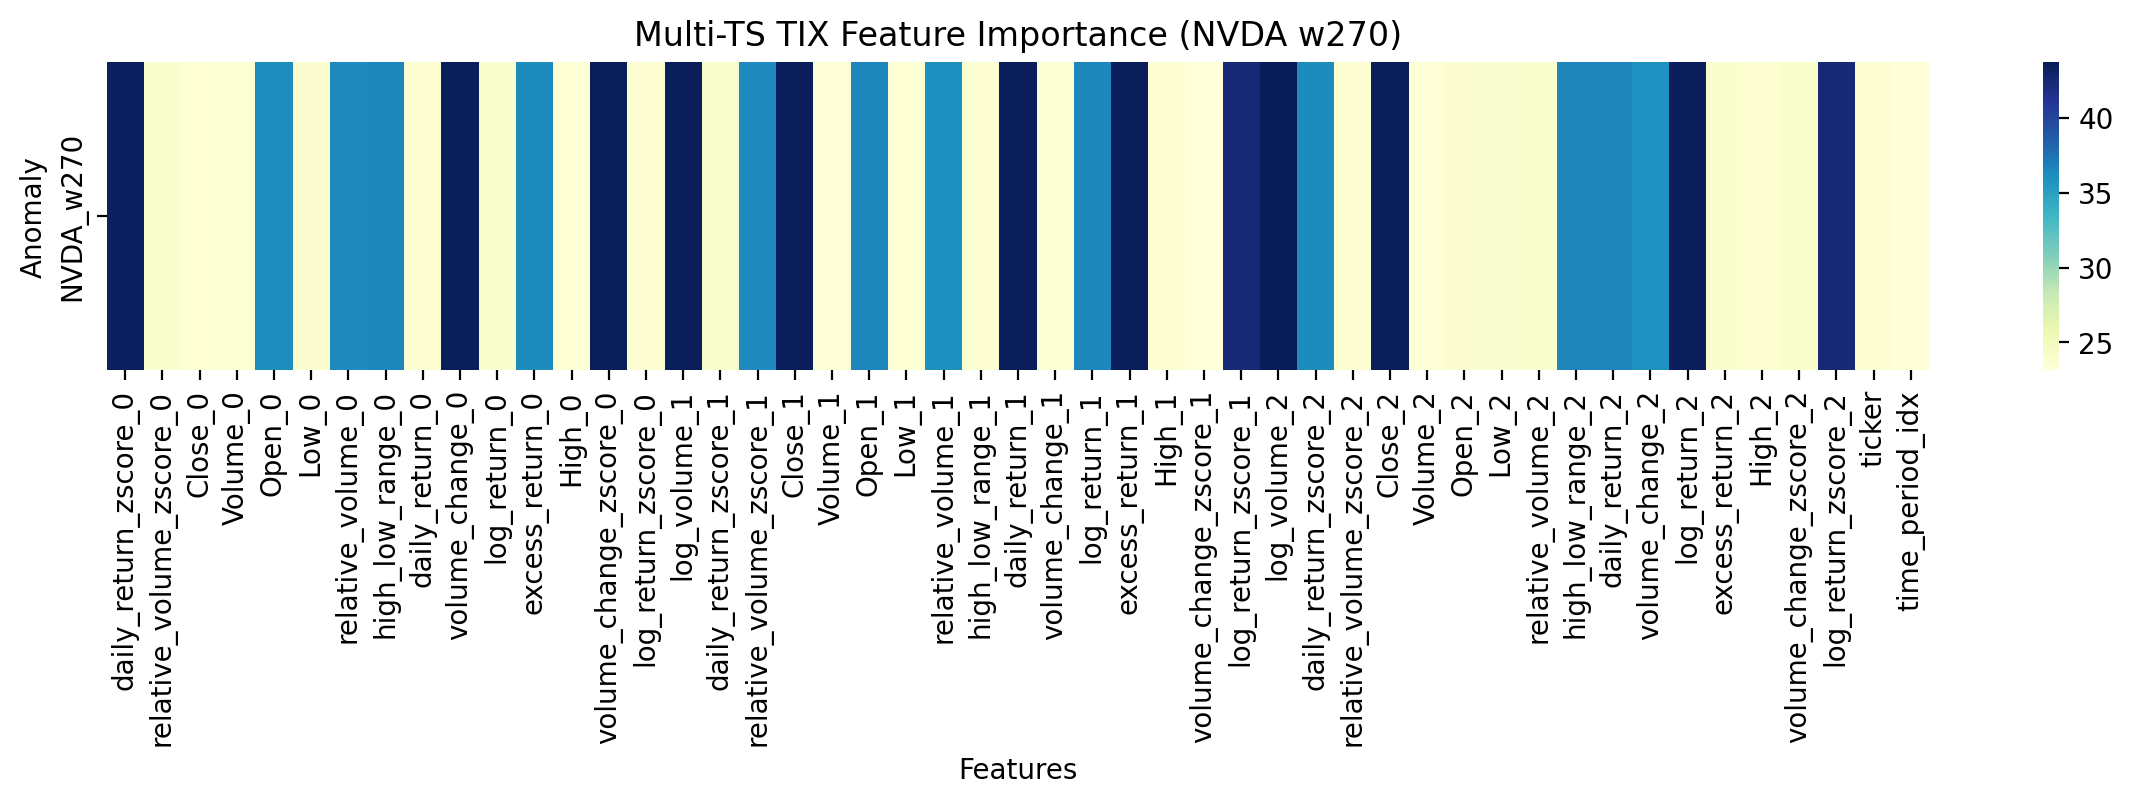 Multi-TS TIX Feature Importance (NVDA w270)
Anomaly
NVDA_w270
40
35
30
25
daily_return_zscore_0
relative_volume_zscore_0
Close_0
Volume_0
Open_0
Low_0
relative_volume_0
high_low_range_0
daily_return_0
volume_change_0
log_return_0
excess_return_0
High_0
volume_change_zscore_0
log_return_zscore_0
log_volume_1
daily_return_zscore_1
relative_volume_zscore_1
Close_1
Volume_1
Open_1
Low_1
relative_volume_1
high_low_range_1
daily_return_1
volume_change_1
log_return_1
excess_return_1
High_1
volume_change_zscore_1
log_return_zscore_1
log_volume_2
daily_return_zscore_2
relative_volume_zscore_2
Close_2
Volume_2
Open_2
Low_2
relative_volume_2
high_low_range_2
daily_return_2
volume_change_2
log_return_2
excess_return_2
High_2
volume_change_zscore_2
log_return_zscore_2
ticker
time_period_idx
Features